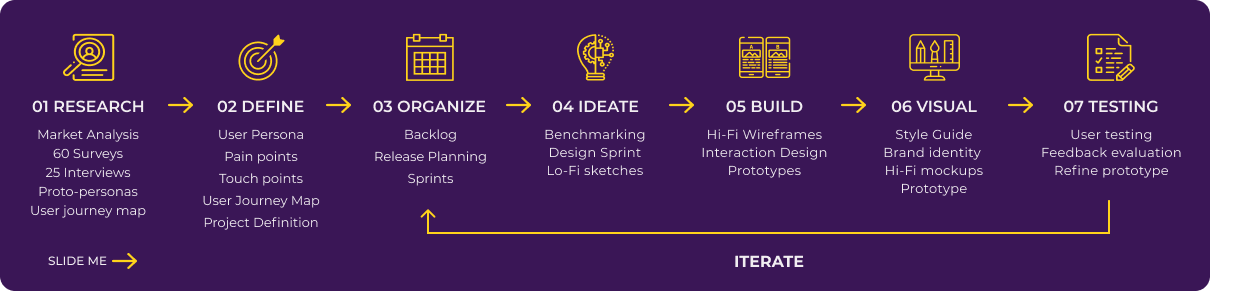 01 RESEARCH
Market Analysis
60 Surveys
25 Interviews
Proto-personas
User journey map
02 DEFINE
User Persona
Pain points
Touch points
User Journey Map
Project Definition
03 ORGANIZE
Backlog
Release Planning
Sprints
04 IDEATE
Benchmarking
Design Sprint
Lo-Fi sketches
05 BUILD
Hi-Fi Wireframes
Interaction Design
Prototypes
06 VISUAL
Style Guide
Brand identity
Hi-Fi mockups
Prototype
07 TESTING
User testing
Feedback evaluation
Refine prototype
SLIDE ME
ITERATE